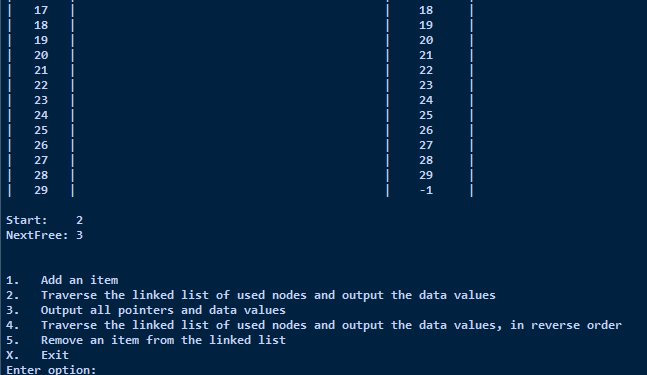 | 17 | | 18 |
| 18 | | 19 |
| 19 | | 20 |
| 20 | | 21 |
| 21 | | 22 |
| 22 | | 23 |
| 23 | | 24 |
| 24 | | 25 |
| 25 | | 26 |
| 26 | | 27 |
| 27 | | 28 |
| 28 | | 29 |
| 29 | | -1 |
Start: 2
NextFree: 3
1. Add an item
2. Traverse the linked list of used nodes and output the data values
3. Output all pointers and data values
4. Traverse the linked list of used nodes and output the data values, in reverse order
5. Remove an item from the linked list
X. Exit
Enter option: